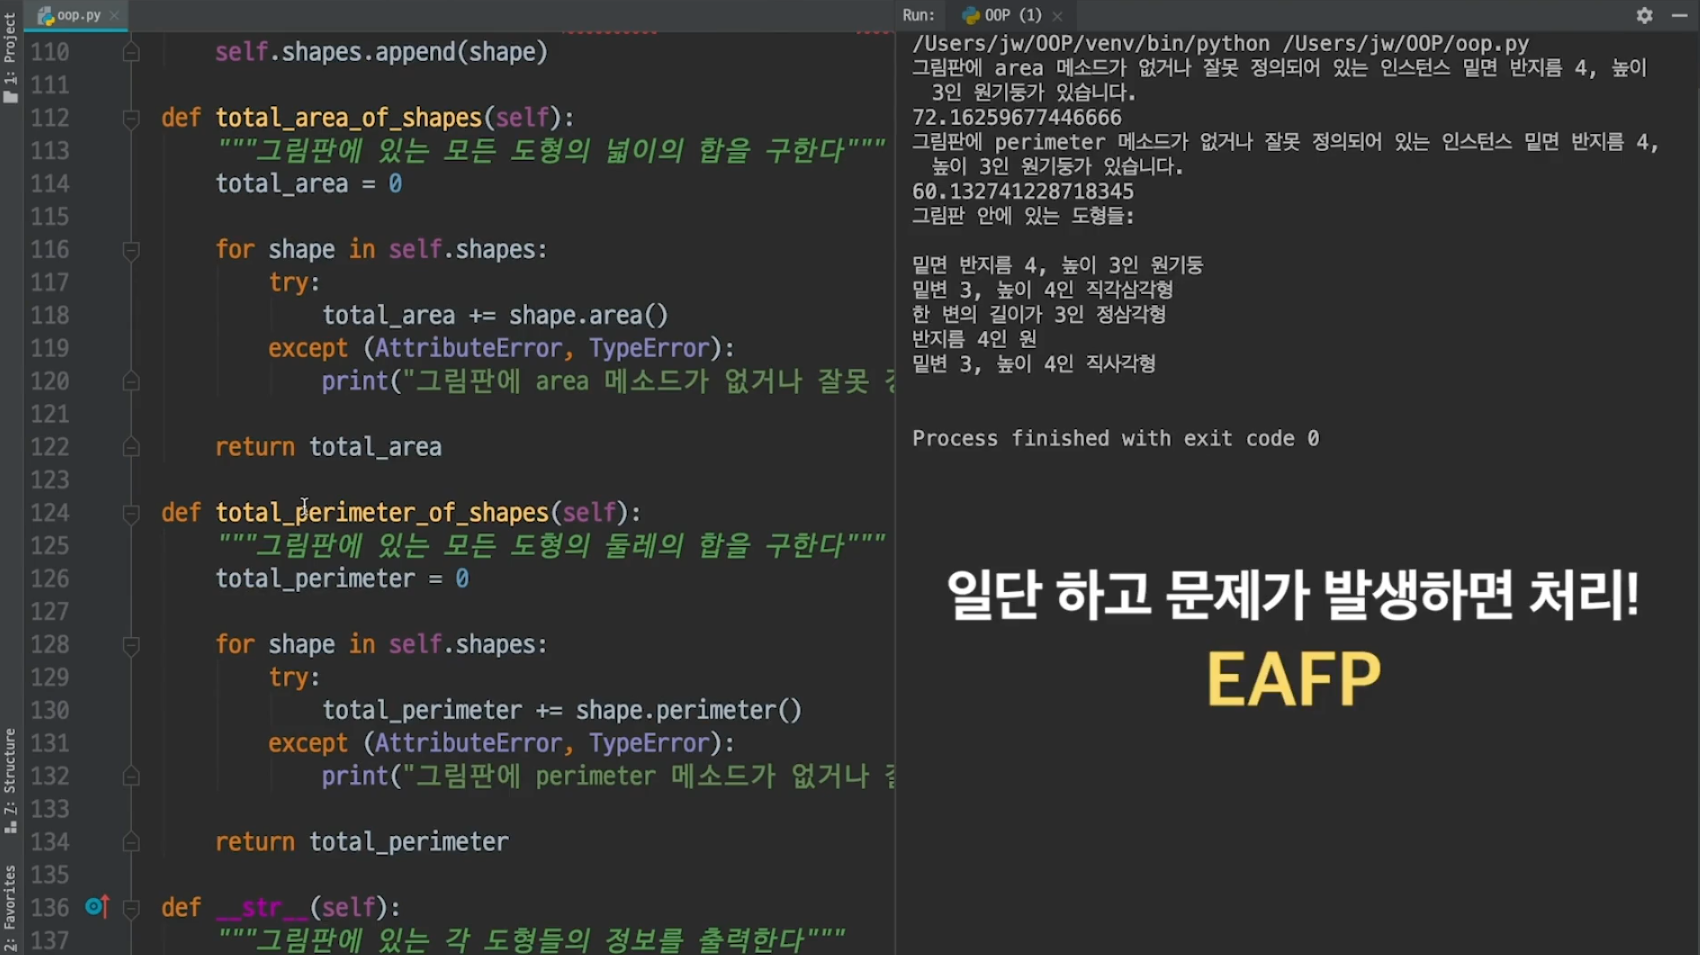 oop.py
Run: OOP (1)
1: Project
7: Structure
2: Favorites
110 self.shapes.append(shape)
111
112 def total_area_of_shapes(self):
113 """그림판에 있는 모든 도형의 넓이의 합을 구한다"""
114 total_area = 0
115
116 for shape in self.shapes:
117 try:
118 total_area += shape.area()
119 except (AttributeError, TypeError):
120 print("그림판에 area 메소드가 없거나 잘못
121
122 return total_area
123
124 def total_perimeter_of_shapes(self):
125 """그림판에 있는 모든 도형의 둘레의 합을 구한다"""
126 total_perimeter = 0
127
128 for shape in self.shapes:
129 try:
130 total_perimeter += shape.perimeter()
131 except (AttributeError, TypeError):
132 print("그림판에 perimeter 메소드가 없거나
133
134 return total_perimeter
135
136 def __str__(self):
137 """그림판에 있는 각 도형들의 정보를 출력한다"""
/Users/jw/OOP/venv/bin/python /Users/jw/OOP/oop.py
그림판에 area 메소드가 없거나 잘못 정의되어 있는 인스턴스 밑면 반지름 4, 높이
3인 원기둥가 있습니다.
72.16259677446666
그림판에 perimeter 메소드가 없거나 잘못 정의되어 있는 인스턴스 밑면 반지름 4,
높이 3인 원기둥가 있습니다.
60.132741228718345
그림판 안에 있는 도형들:
밑면 반지름 4, 높이 3인 원기둥
밑변 3, 높이 4인 직각삼각형
한 변의 길이가 3인 정삼각형
반지름 4인 원
밑변 3, 높이 4인 직사각형
Process finished with exit code 0
일단 하고 문제가 발생하면 처리!
EAFP